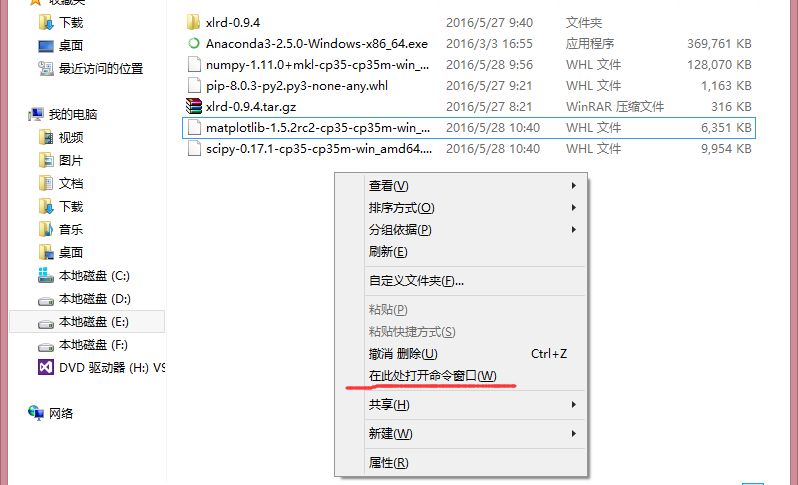 下载
桌面
最近访问的位置
我的电脑
视频
图片
文档
下载
音乐
桌面
本地磁盘 (C:)
本地磁盘 (D:)
本地磁盘 (E:)
本地磁盘 (F:)
DVD 驱动器 (H:) VS
网络
xlrd-0.9.4 2016/5/27 9:40 文件夹
Anaconda3-2.5.0-Windows-x86_64.exe 2016/3/3 16:55 应用程序 369,761 KB
numpy-1.11.0+mkl-cp35-cp35m-win_... 2016/5/28 9:56 WHL 文件 128,070 KB
pip-8.0.3-py2.py3-none-any.whl 2016/5/27 9:21 WHL 文件 1,163 KB
xlrd-0.9.4.tar.gz 2016/5/27 8:21 WinRAR 压缩文件 316 KB
matplotlib-1.5.2rc2-cp35-cp35m-win_... 2016/5/28 10:40 WHL 文件 6,351 KB
scipy-0.17.1-cp35-cp35m-win_amd64.... 2016/5/28 10:40 WHL 文件 9,954 KB
查看(V)
排序方式(O)
分组依据(P)
刷新(E)
自定义文件夹(F)...
粘贴(P)
粘贴快捷方式(S)
撤消 删除(U) Ctrl+Z
在此处打开命令窗口(W)
共享(H)
新建(W)
属性(R)